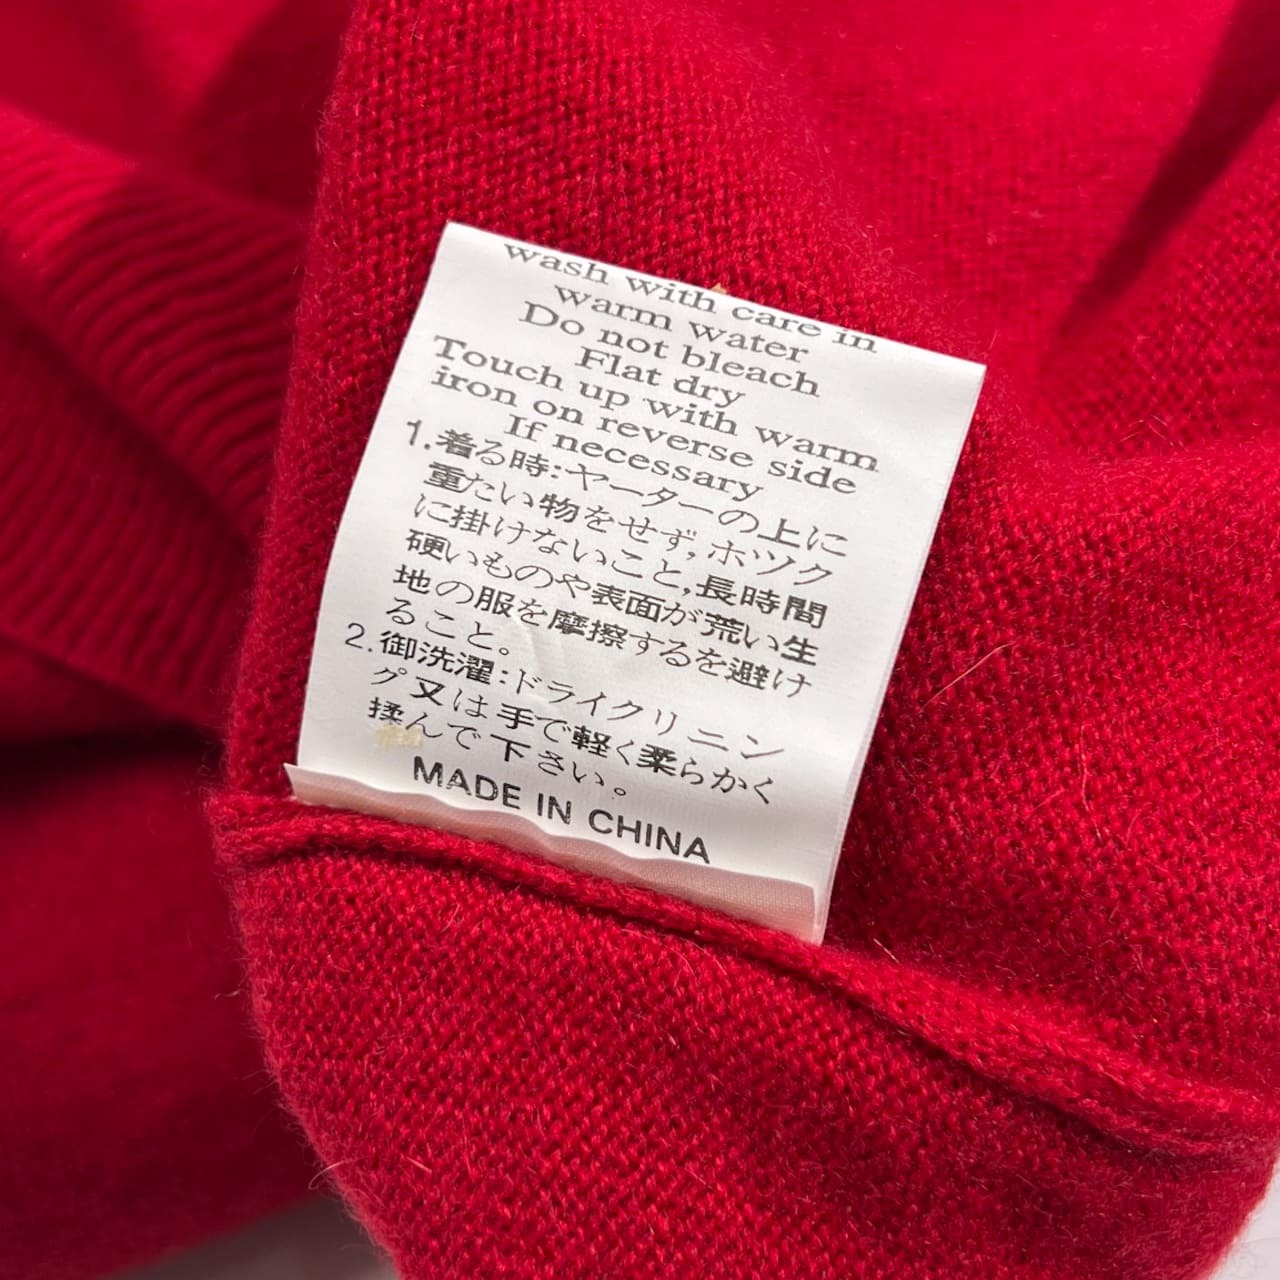 wash with care in
warm water
Do not bleach
Flat dry
Touch up with warm
iron on reverse side
If necessary
1.着る時:ヤーターの上に
重たい物をせず,ホツク
に掛けないこと,長時間
硬いものや表面が荒い生
地の服を摩擦するを避け
ること。
2.御洗濯:ドライクリニン
グ又は手で軽く柔らかく
揉んで下さい。
MADE IN CHINA